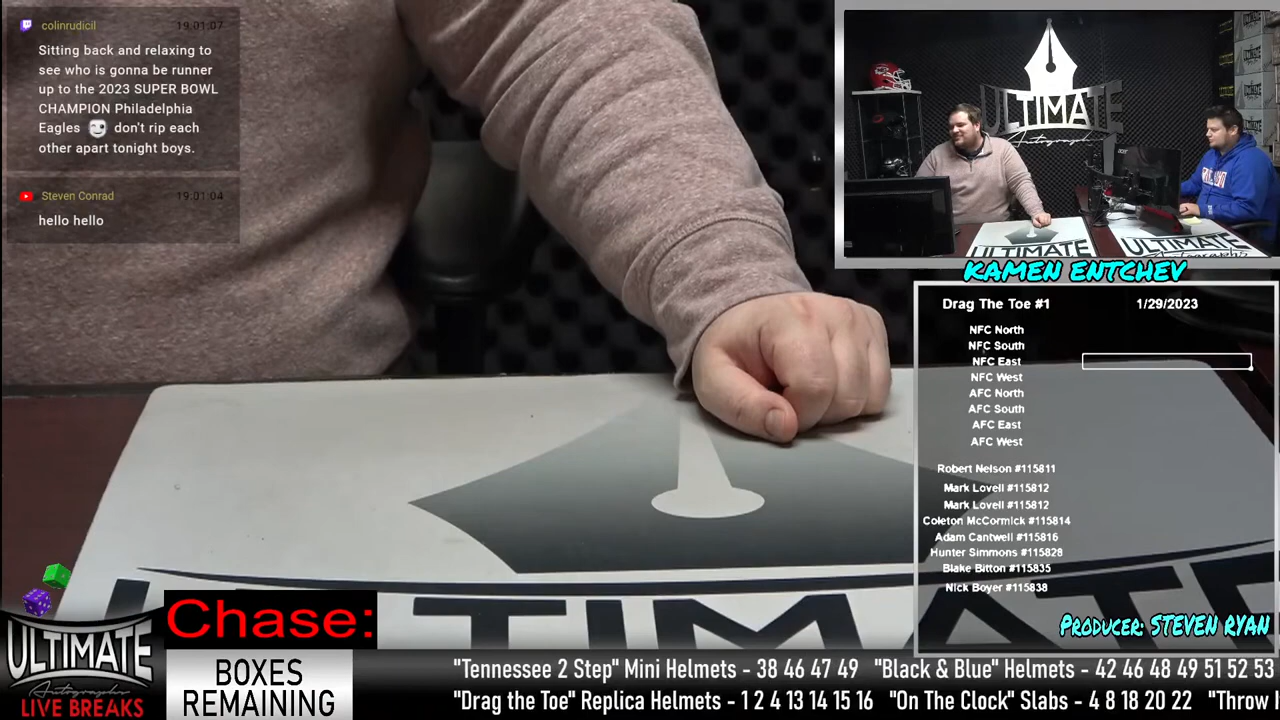 colinrudicil 19:01:07
Sitting back and relaxing to
see who is gonna be runner
up to the 2023 SUPER BOWL
CHAMPION Philadelphia
Eagles don't rip each
other apart tonight boys.
Steven Conrad 19:01:04
hello hello
ULTIMATE
Autographs
ULTIMATE
ULTIMATE
KAMEN ENTCHEV
Drag The Toe #1 1/29/2023
NFC North
NFC South
NFC East
NFC West
AFC North
AFC South
AFC East
AFC West
Robert Nelson #115811
Mark Lovell #115812
Mark Lovell #115812
Coleton McCormick #115814
Adam Cantwell #115816
Hunter Simmons #115828
Blake Bitton #115835
Nick Boyer #115838
Producer: STEVEN RYAN
ULTIMATE
Autographs
LIVE BREAKS
Chase:
BOXES
REMAINING
"Tennessee 2 Step" Mini Helmets - 38 46 47 49 "Black & Blue" Helmets - 42 46 48 49 51 52 53
"Drag the Toe" Replica Helmets - 1 2 4 13 14 15 16 "On The Clock" Slabs - 4 8 18 20 22 "Throw